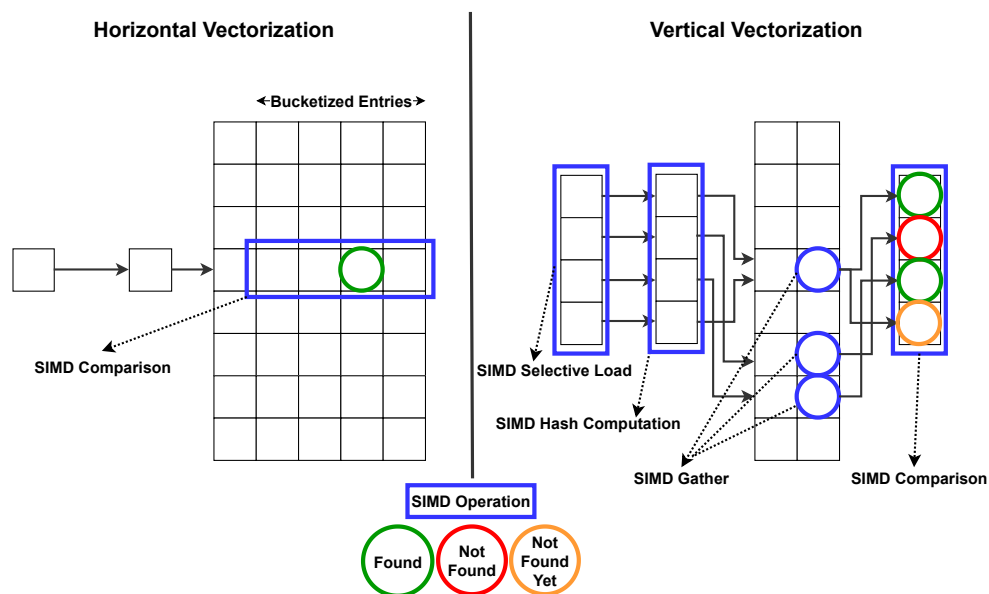 Horizontal Vectorization
Vertical Vectorization
Bucketized Entries
SIMD Comparison
SIMD Selective Load
SIMD Hash Computation
SIMD Gather
SIMD Comparison
SIMD Operation
Found
Not
Found
Not
Found
Yet